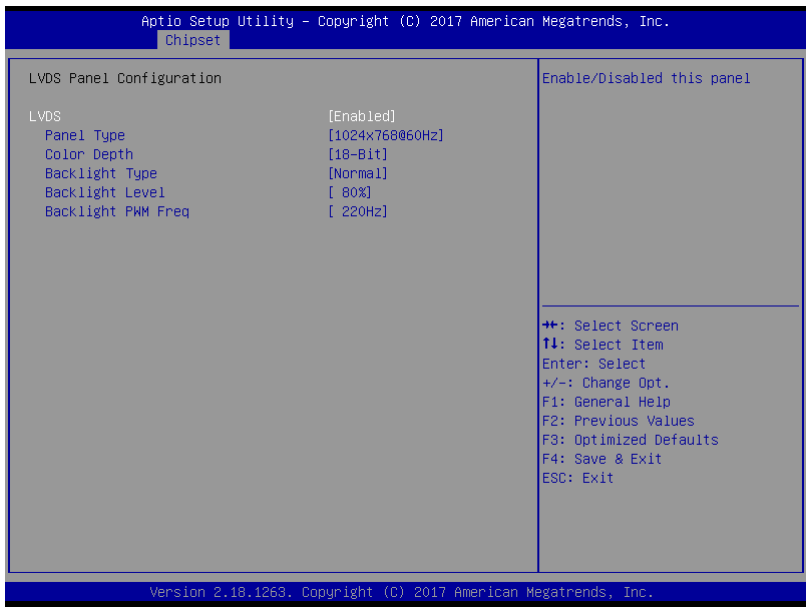 Aptio Setup Utility – Copyright (C) 2017 American Megatrends, Inc.
Chipset
LVDS Panel Configuration
LVDS [Enabled]
Panel Type [1024x768@60Hz]
Color Depth [18-Bit]
Backlight Type [Normal]
Backlight Level [ 80%]
Backlight PWM Freq [ 220Hz]
Enable/Disabled this panel
→←: Select Screen
↑↓: Select Item
Enter: Select
+/-: Change Opt.
F1: General Help
F2: Previous Values
F3: Optimized Defaults
F4: Save & Exit
ESC: Exit
Version 2.18.1263. Copyright (C) 2017 American Megatrends, Inc.